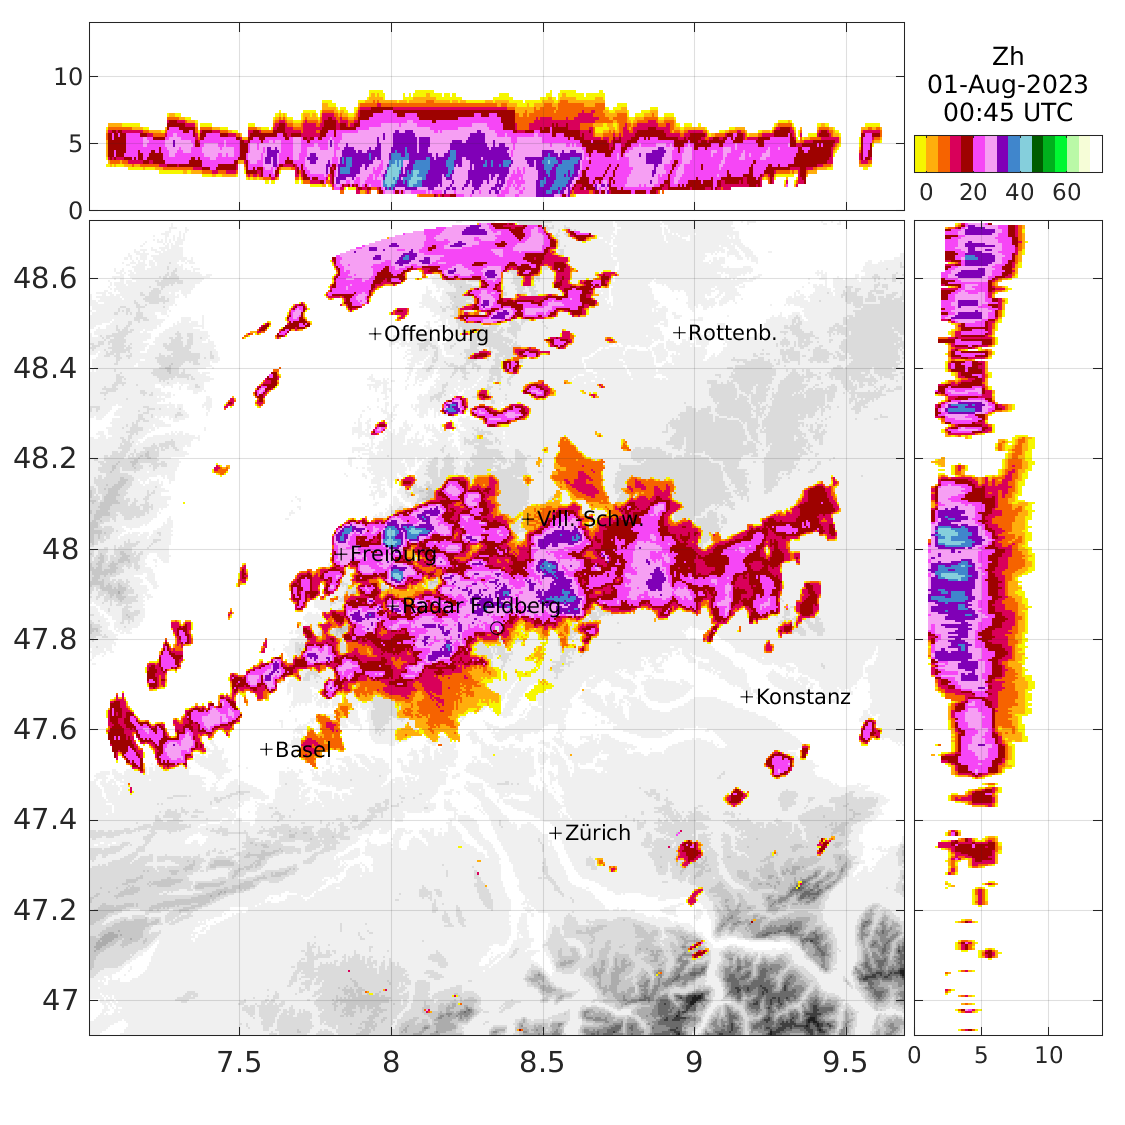 10
5
0
Zh
01-Aug-2023
00:45 UTC
0 20 40 60
48.6
48.4
48.2
48
47.8
47.6
47.4
47.2
47
+Offenburg
+Rottenb.
+Vill.-Schw.
+Freiburg
+Radar Feldberg
+Konstanz
+Basel
+Zürich
7.5 8 8.5 9 9.5
0 5 10